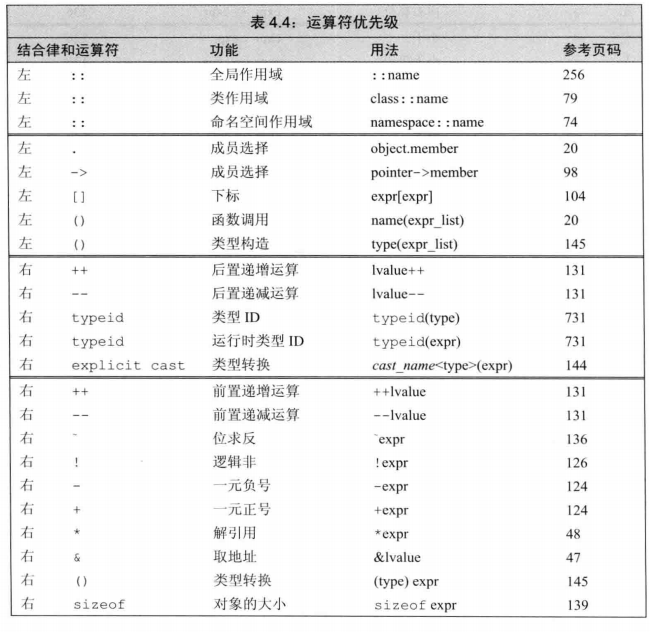 表 4.4：运算符优先级
结合律和运算符 功能 用法 参考页码
左 :: 全局作用域 ::name 256
左 :: 类作用域 class::name 79
左 :: 命名空间作用域 namespace::name 74
左 . 成员选择 object.member 20
左 -> 成员选择 pointer->member 98
左 [] 下标 expr[expr] 104
左 () 函数调用 name(expr_list) 20
左 () 类型构造 type(expr_list) 145
右 ++ 后置递增运算 lvalue++ 131
右 -- 后置递减运算 lvalue-- 131
右 typeid 类型 ID typeid(type) 731
右 typeid 运行时类型 ID typeid(expr) 731
右 explicit cast 类型转换 cast_name<type>(expr) 144
右 ++ 前置递增运算 ++lvalue 131
右 -- 前置递减运算 --lvalue 131
右 ~ 位求反 ~expr 136
右 ! 逻辑非 !expr 126
右 - 一元负号 -expr 124
右 + 一元正号 +expr 124
右 * 解引用 *expr 48
右 & 取地址 &lvalue 47
右 () 类型转换 (type) expr 145
右 sizeof 对象的大小 sizeof expr 139